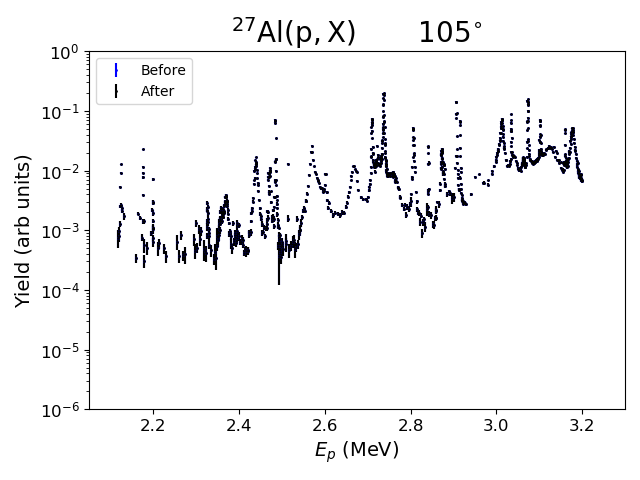 ²⁷Al(p, X) 105°
Before
After
Yield (arb units)
10⁰
10⁻¹
10⁻²
10⁻³
10⁻⁴
10⁻⁵
10⁻⁶
2.2 2.4 2.6 2.8 3.0 3.2
Eₚ (MeV)